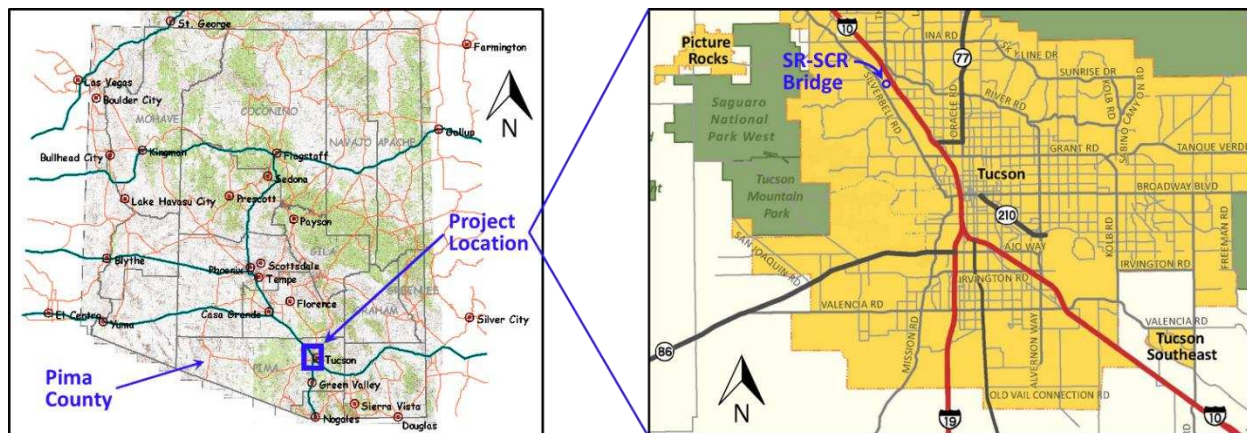 St. George
Farmington
Las Vegas
Boulder City
MOHAVE
COCONINO
NAVAJO
APACHE
N
Gallup
Bullhead City
Kingman
Flagstaff
Sedona
Lake Havasu City
Prescott
Payson
Project
Location
GILA
Blythe
Phoenix
Scottsdale
Tempe
Florence
Casa Grande
El Centro
Yuma
Silver City
Pima
County
PIMA
Tucson
Green Valley
Sierra Vista
Nogales
Douglas
10
INA RD
Picture
Rocks
SR-SCR
Bridge
77
SKYLINE DR
SUNRISE DR
KOLB RD
SABINO CANYON RD
RIVER RD
SILVERBELL RD
ORACLE RD
Saguaro
National
Park West
GRANT RD
TANQUE VERDE
Tucson
Mountain
Park
Tucson
BROADWAY BLVD
210
AJO WAY
KOLB RD
FREEMAN RD
SAN JOAQUIN RD
IRVINGTON RD
IRVINGTON RD
VALENCIA RD
VALENCIA RD
MISSION RD
ALVERNON WAY
86
Tucson
Southeast
N
OLD VAIL CONNECTION RD
19
10